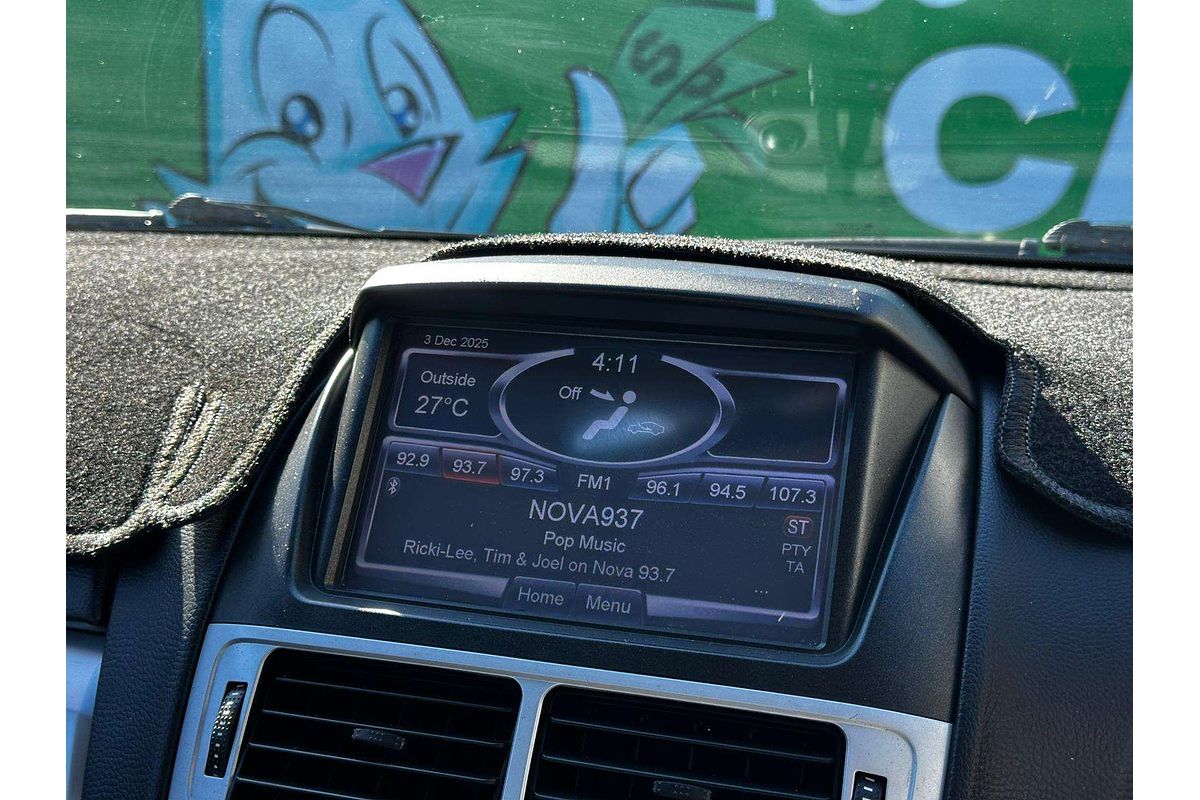 SP
C
3 Dec 2025
4:11
Outside
27°C
Off
92.9 93.7 97.3 FM1 96.1 94.5 107.3
NOVA937
ST
Pop Music
PTY
Ricki-Lee, Tim & Joel on Nova 93.7
TA
...
Home Menu